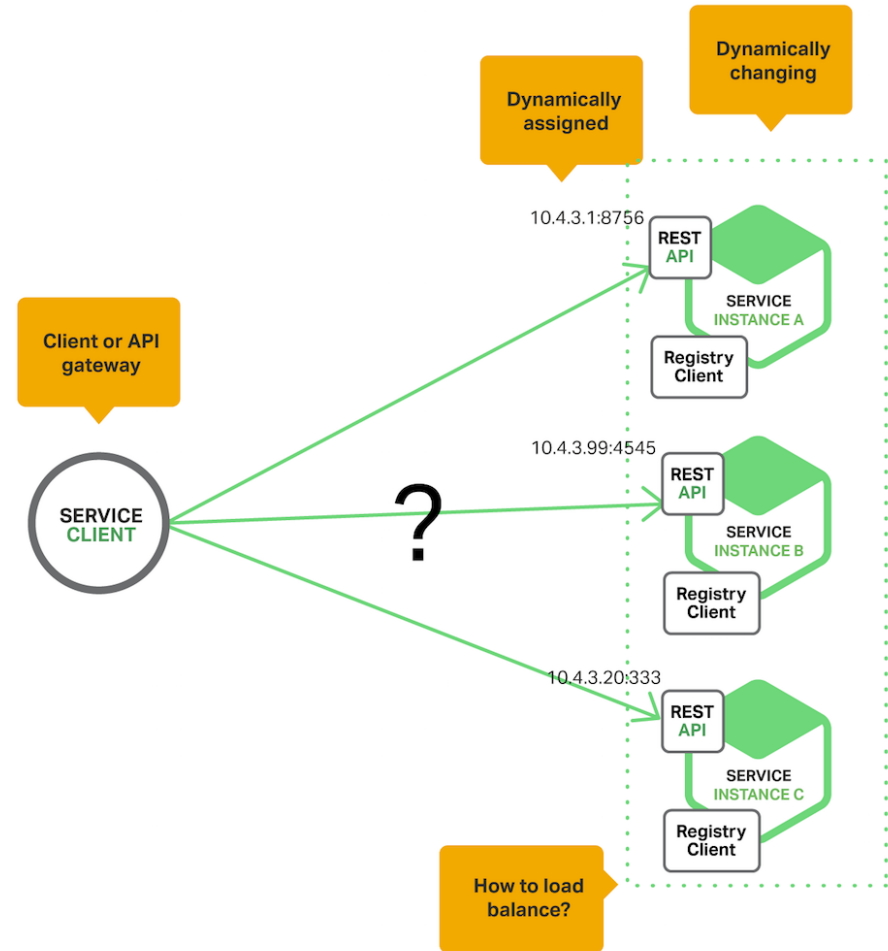 Dynamically
changing
Dynamically
assigned
10.4.3.1:8756
REST
API
SERVICE
INSTANCE A
Registry
Client
Client or API
gateway
10.4.3.99:4545
REST
API
SERVICE
CLIENT
?
SERVICE
INSTANCE B
Registry
Client
10.4.3.20:333
REST
API
SERVICE
INSTANCE C
Registry
Client
How to load
balance?